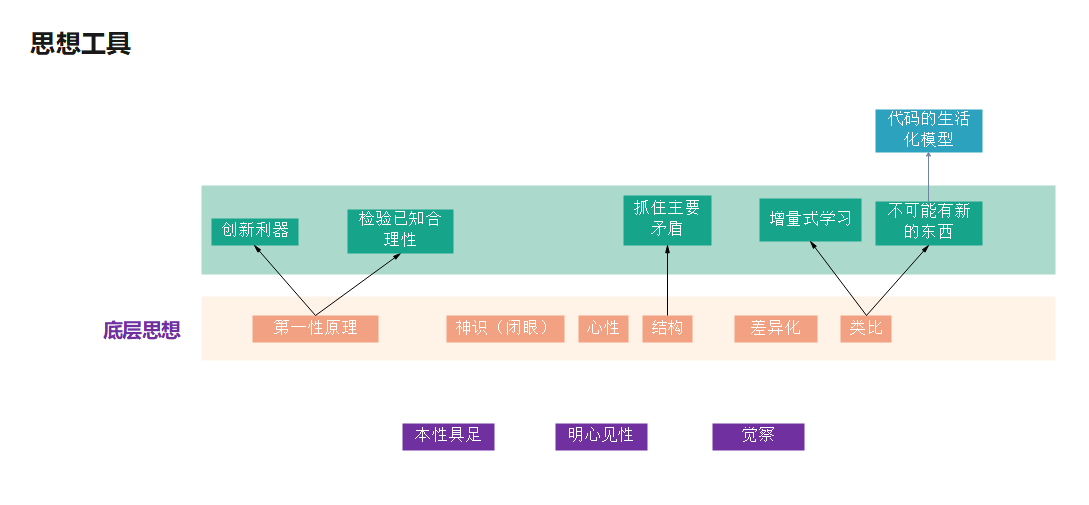 思想工具
代码的生活
化模型
创新利器
检验已知合
理性
抓住主要
矛盾
增量式学习
不可能有新
的东西
底层思想
第一性原理
神识（闭眼）
心性
结构
差异化
类比
本性具足
明心见性
觉察